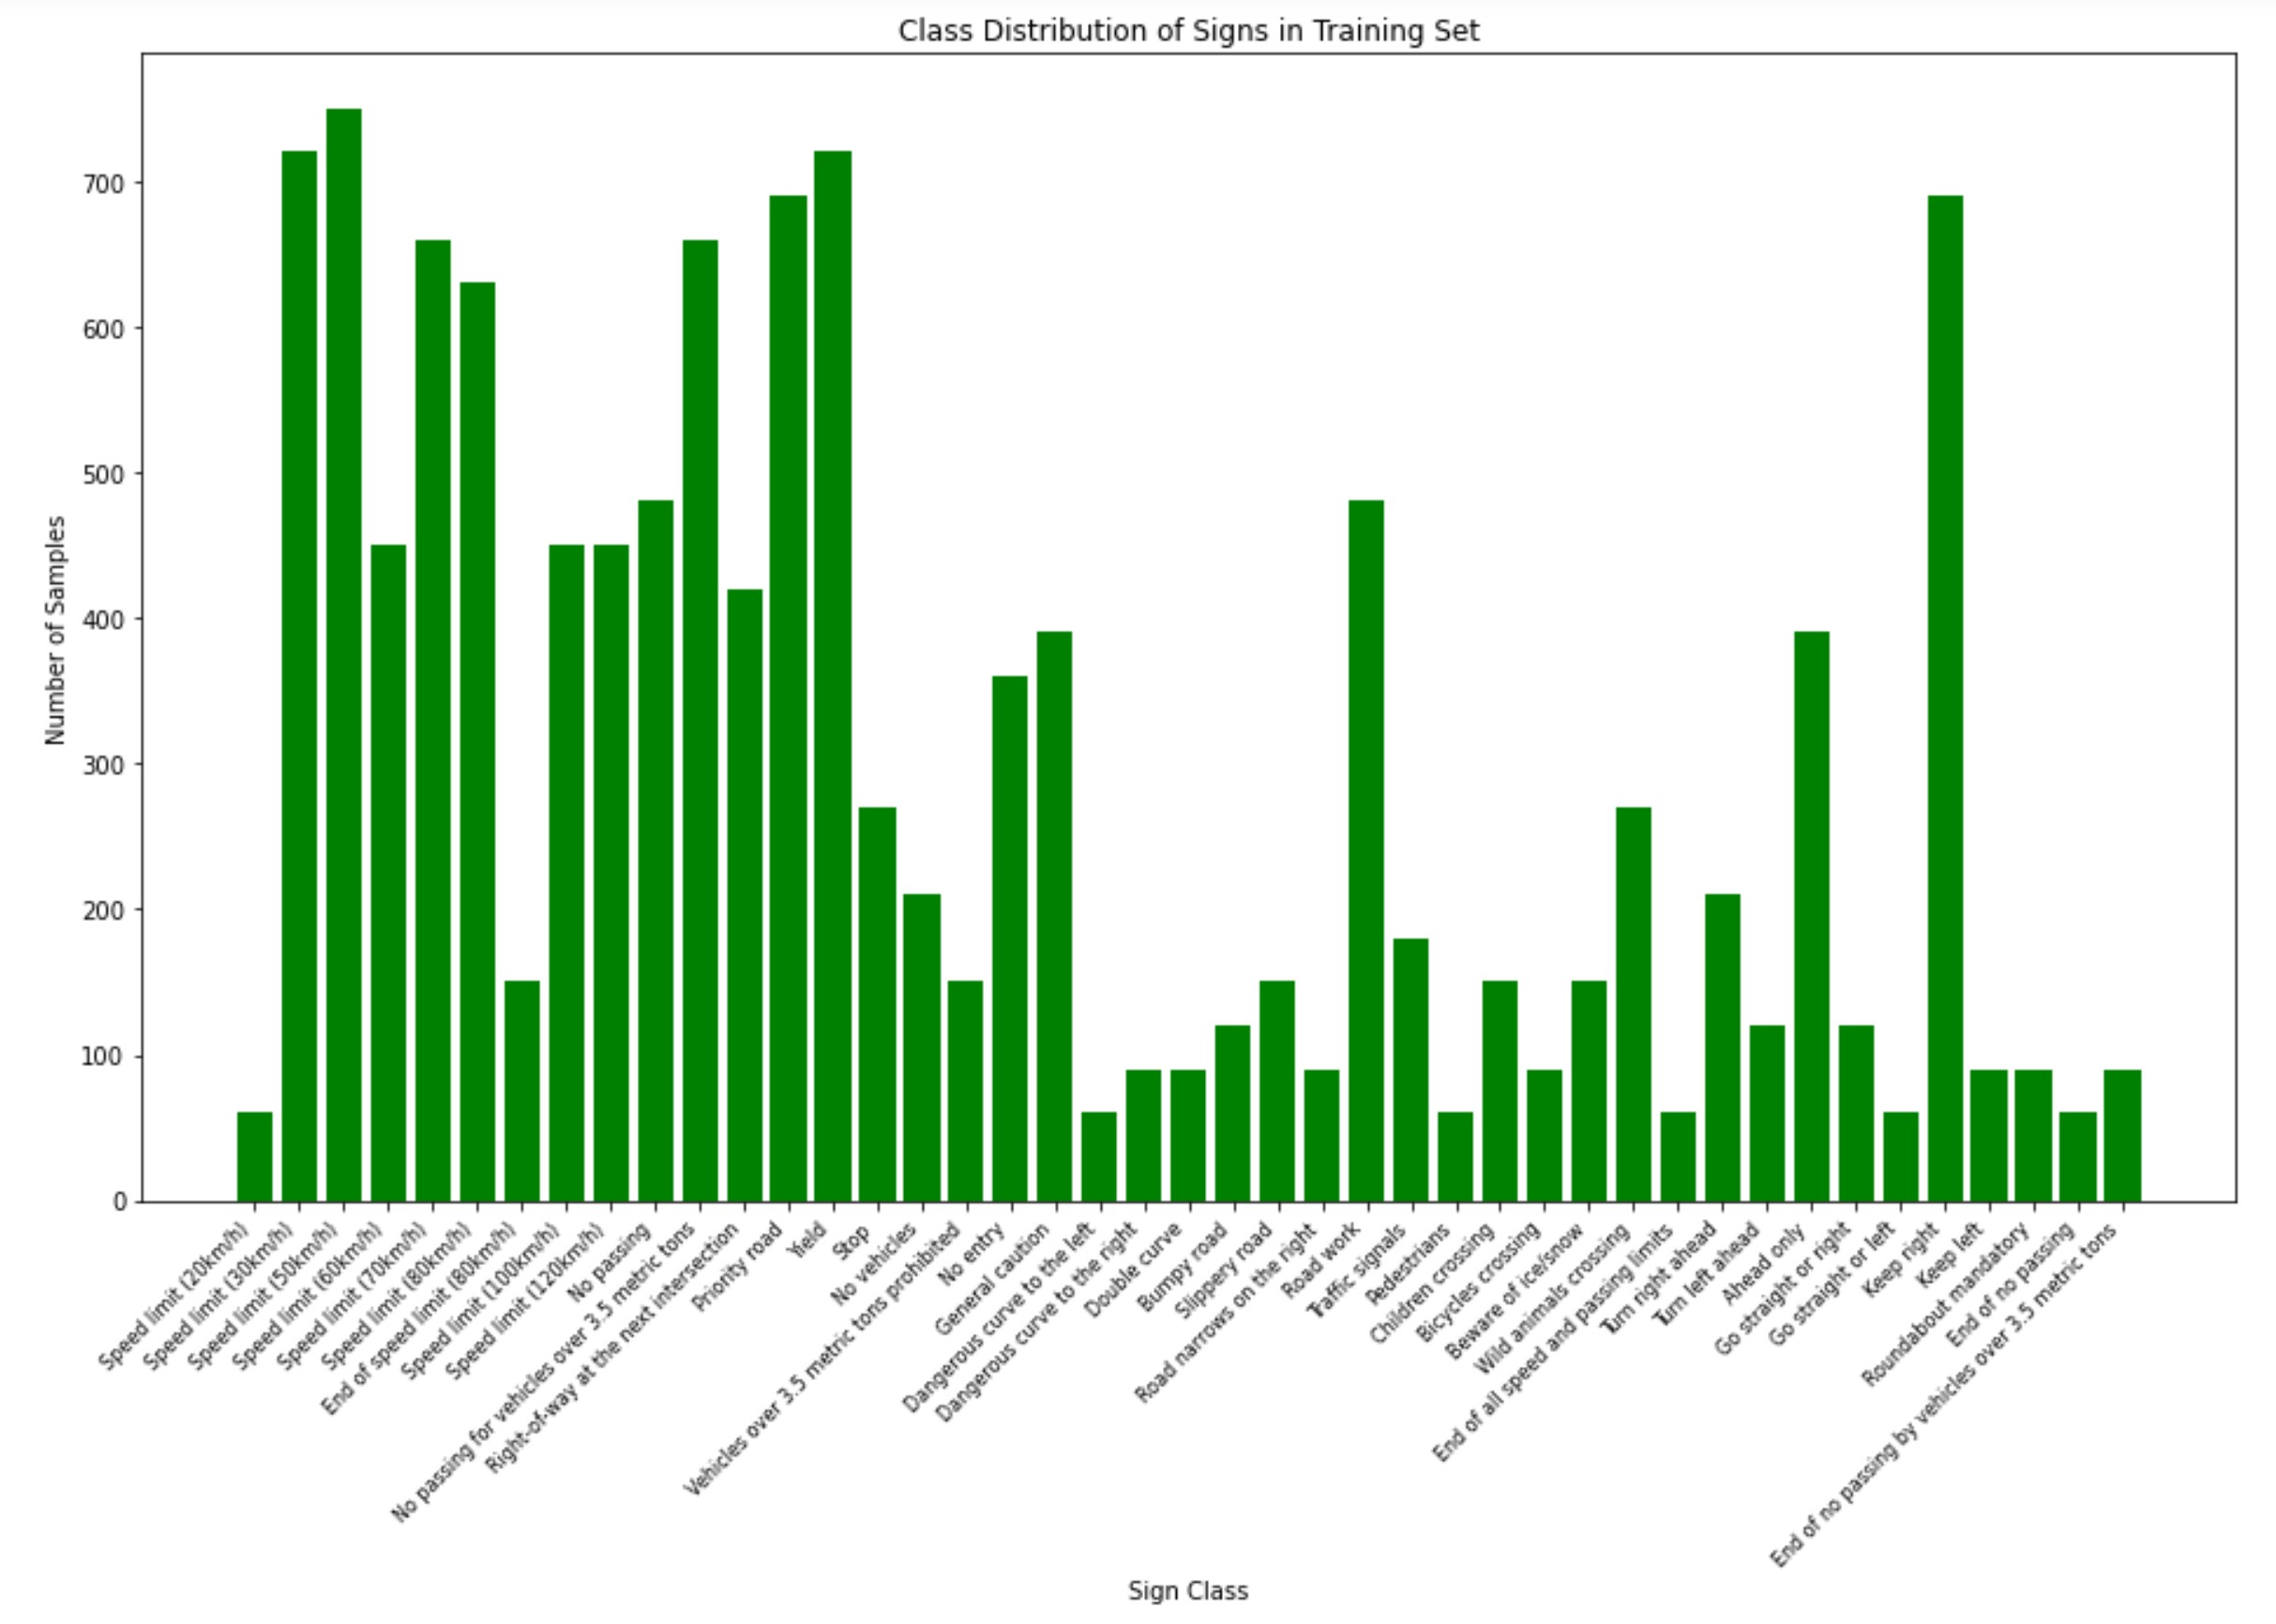 Class Distribution of Signs in Training Set
Number of Samples
700
600
500
400
300
200
100
0
Speed limit (20km/h)
Speed limit (30km/h)
Speed limit (50km/h)
Speed limit (60km/h)
Speed limit (70km/h)
Speed limit (80km/h)
End of speed limit (80km/h)
Speed limit (100km/h)
Speed limit (120km/h)
No passing
No passing for vehicles over 3.5 metric tons
Right-of-way at the next intersection
Priority road
Yield
Stop
No vehicles
Vehicles over 3.5 metric tons prohibited
No entry
General caution
Dangerous curve to the left
Dangerous curve to the right
Double curve
Bumpy road
Slippery road
Road narrows on the right
Road work
Traffic signals
Pedestrians
Children crossing
Bicycles crossing
Beware of ice/snow
Wild animals crossing
End of all speed and passing limits
Turn right ahead
Turn left ahead
Ahead only
Go straight or right
Go straight or left
Keep right
Keep left
Roundabout mandatory
End of no passing
End of no passing by vehicles over 3.5 metric tons
Sign Class